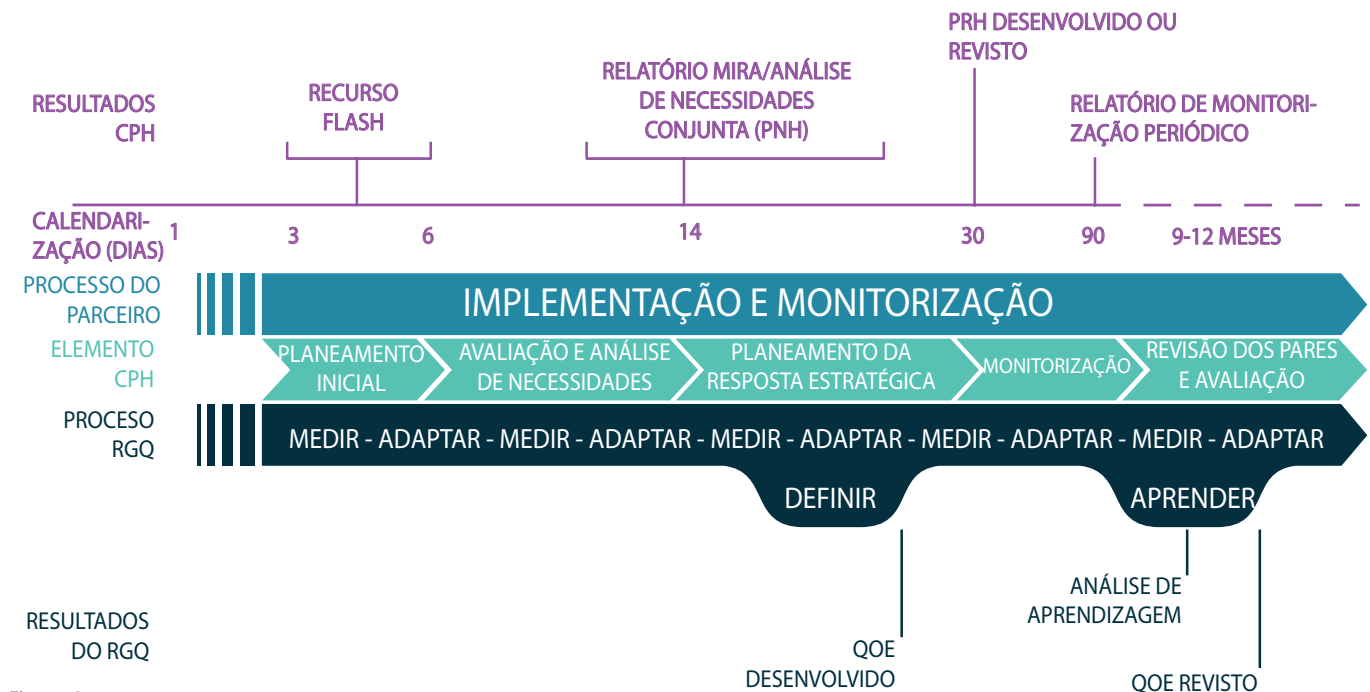 PRH DESENVOLVIDO OU
REVISTO
RELATÓRIO MIRA/ANÁLISE
DE NECESSIDADES
CONJUNTA (PNH)
RECURSO
FLASH
RESULTADOS
CPH
RELATÓRIO DE MONITORI-
ZAÇÃO PERIÓDICO
CALENDARI-
ZAÇÃO (DIAS)
1
3
6
14
30
90
9-12 MESES
PROCESSO DO
PARCEIRO
IMPLEMENTAÇÃO E MONITORIZAÇÃO
ELEMENTO
CPH
PLANEAMENTO
INICIAL
AVALIAÇÃO E ANÁLISE
DE NECESSIDADES
PLANEAMENTO DA
RESPOSTA ESTRATÉGICA
MONITORIZAÇÃO
REVISÃO DOS PARES
E AVALIAÇÃO
PROCESO
RGQ
MEDIR - ADAPTAR - MEDIR - ADAPTAR - MEDIR - ADAPTAR - MEDIR - ADAPTAR - MEDIR - ADAPTAR
DEFINIR
APRENDER
ANÁLISE DE
APRENDIZAGEM
RESULTADOS
DO RGQ
QOE
DESENVOLVIDO
QOE REVISTO